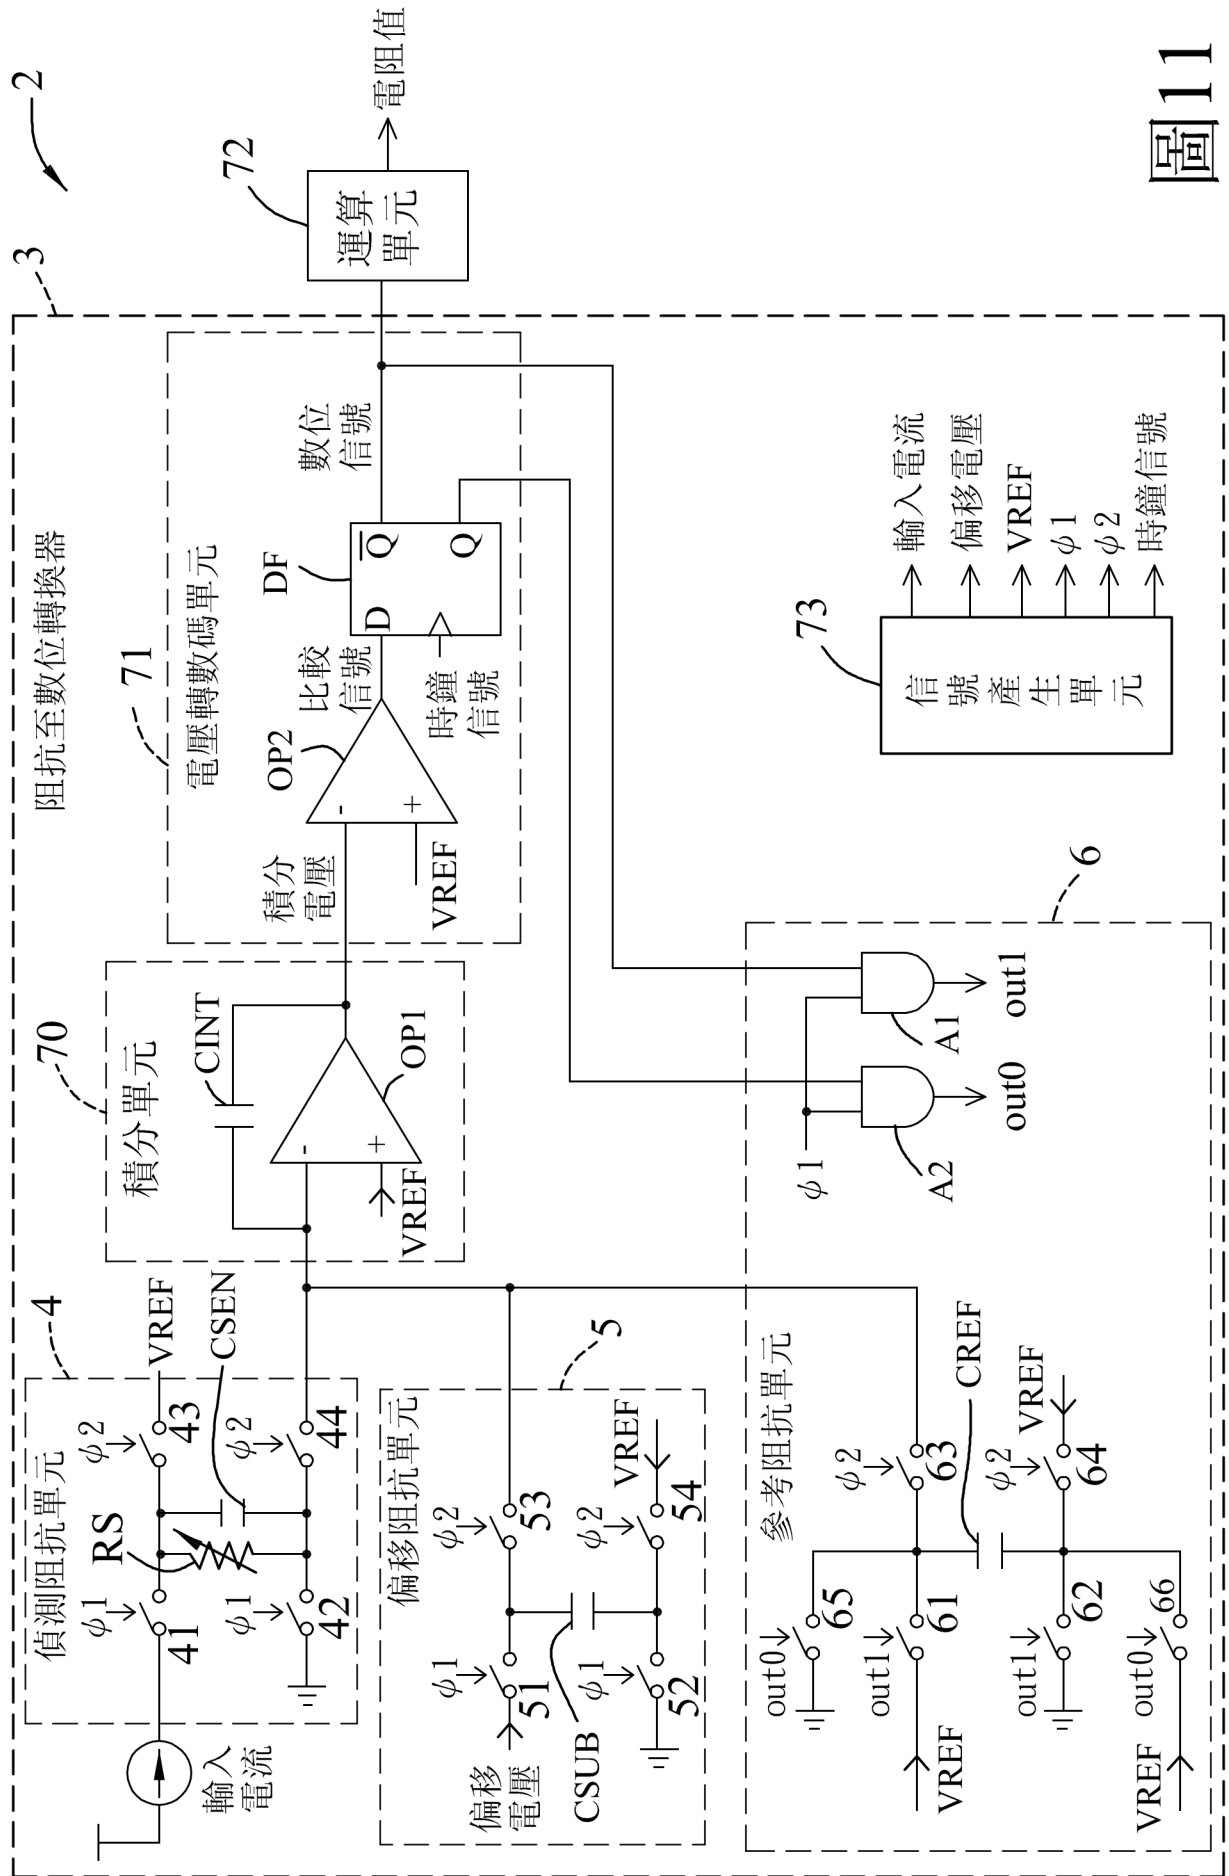 2
3
阻抗至數位轉換器
4
偵測阻抗單元
輸入
電流
41
φ1
φ1
42
RS
CSEN
φ2
43
VREF
φ2
44
5
偏移阻抗單元
偏移
電壓
51
φ1
φ1
52
CSUB
φ2
53
φ2
54
VREF
6
參考阻抗單元
out0
65
out1
61
VREF
out1
62
out0
66
VREF
CREF
φ2
63
φ2
64
VREF
φ1
A2
out0
A1
out1
70
積分單元
CINT
-
+
OP1
VREF
積分
電壓
71
電壓轉數碼單元
OP2
-
+
VREF
比較
信號
DF
D
Q
Q
時鐘
信號
數位
信號
72
運算
單元
電阻值
73
信號產生單元
輸入電流
偏移電壓
VREF
φ1
φ2
時鐘信號
圖11